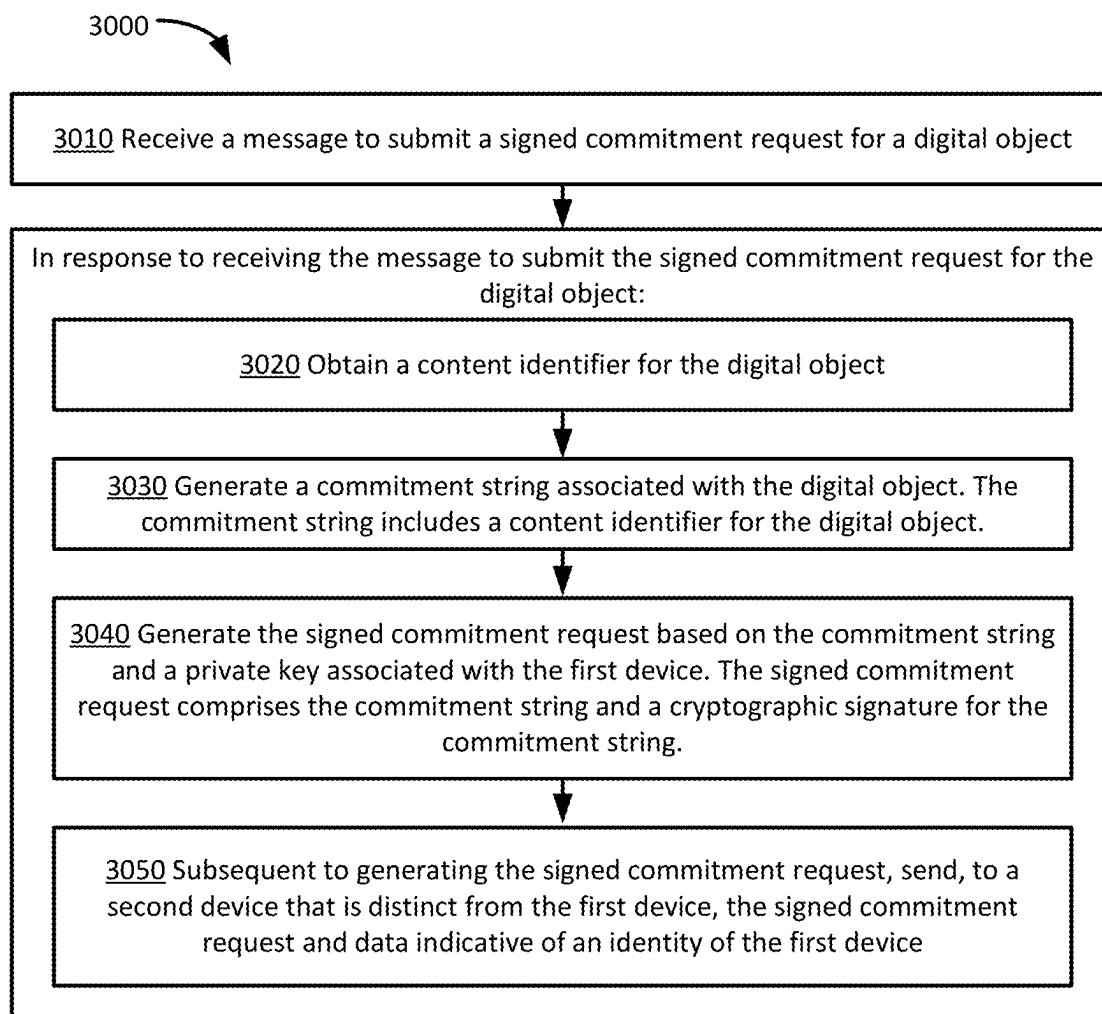 3000
3010 Receive a message to submit a signed commitment request for a digital object
In response to receiving the message to submit the signed commitment request for the
digital object:
3020 Obtain a content identifier for the digital object
3030 Generate a commitment string associated with the digital object. The
commitment string includes a content identifier for the digital object.
3040 Generate the signed commitment request based on the commitment string
and a private key associated with the first device. The signed commitment
request comprises the commitment string and a cryptographic signature for the
commitment string.
3050 Subsequent to generating the signed commitment request, send, to a
second device that is distinct from the first device, the signed commitment
request and data indicative of an identity of the first device